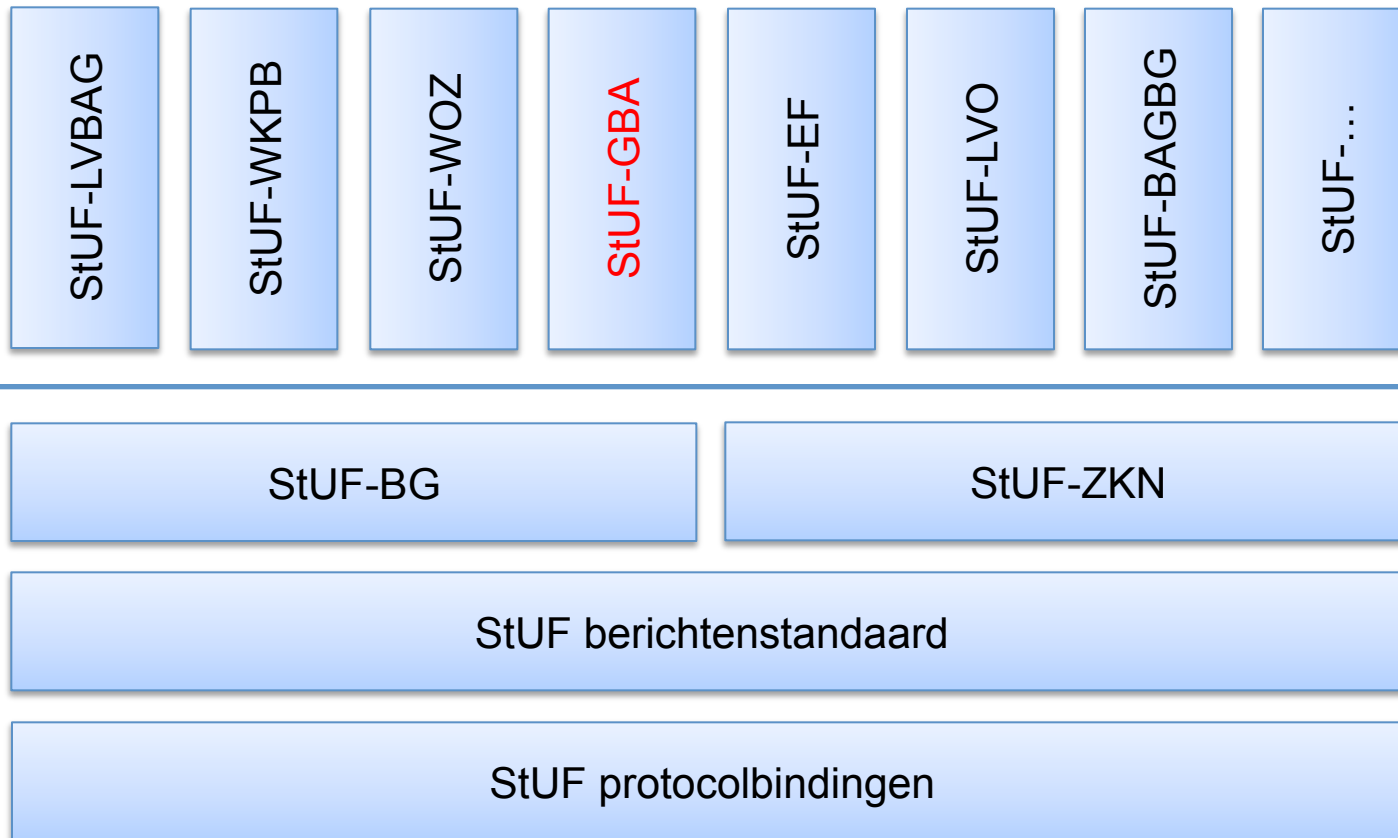 StUF-LVBAG
StUF-WKPB
StUF-WOZ
StUF-GBA
StUF-EF
StUF-LVO
StUF-BAGBG
StUF-…
StUF-BG
StUF-ZKN
StUF berichtenstandaard
StUF protocolbindingen